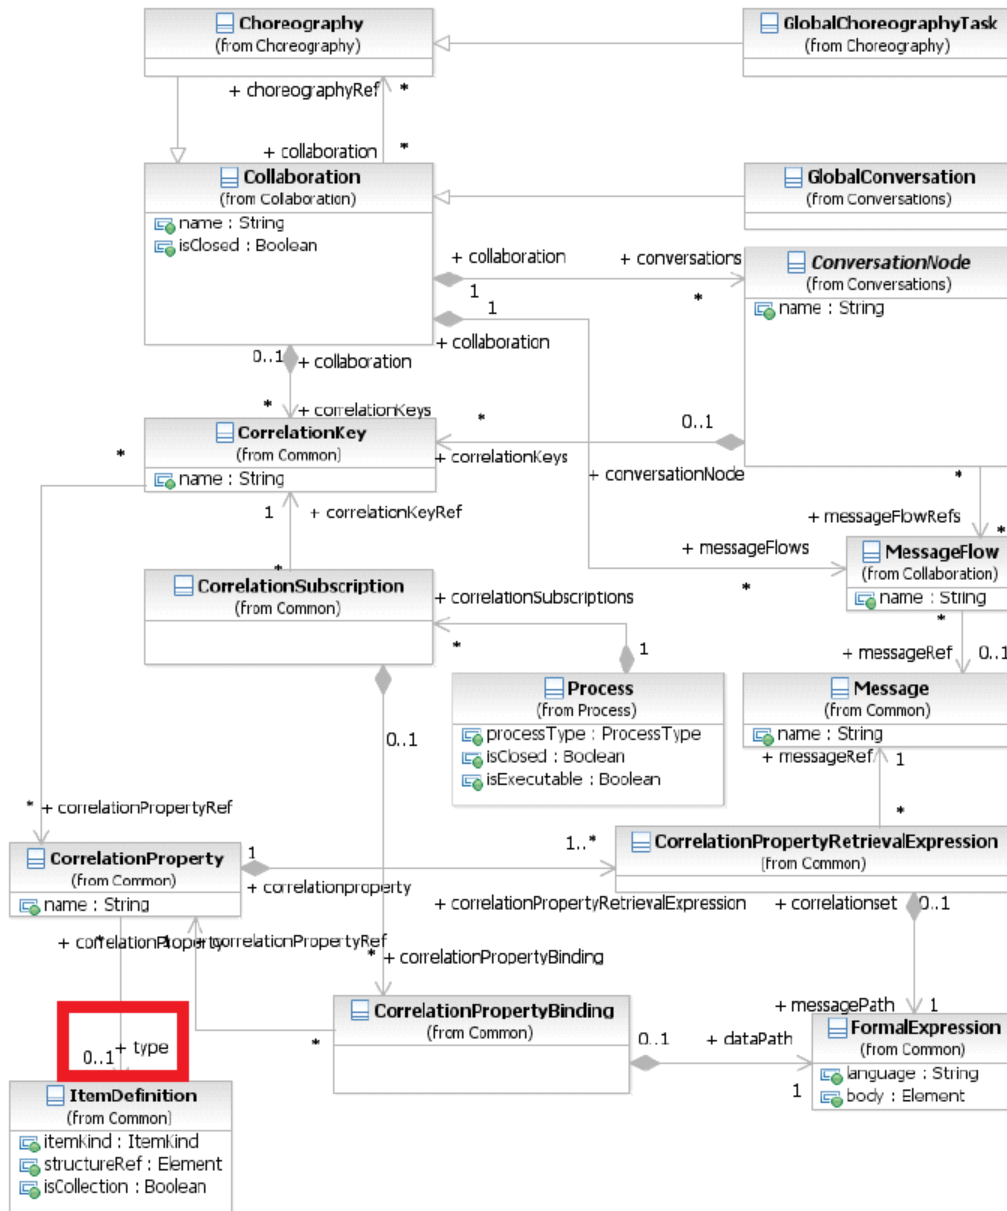 Choreography
(from Choreography)
GlobalChoreographyTask
(from Choreography)
+ choreographyRef *
+ collaboration *
Collaboration
(from Collaboration)
name : String
isClosed : Boolean
GlobalConversation
(from Conversations)
+ collaboration
+ conversations
1
*
ConversationNode
(from Conversations)
name : String
1
+ collaboration
0..1
+ collaboration
* + correlationKeys
CorrelationKey
(from Common)
name : String
*
*
0..1
+ correlationKeys
+ conversationNode
*
+ messageFlowRefs
*
1
+ correlationKeyRef
*
+ messageFlows
*
MessageFlow
(from Collaboration)
name : String
CorrelationSubscription
(from Common)
+ correlationSubscriptions
*
1
*
+ messageRef
0..1
Process
(from Process)
processType : ProcessType
isClosed : Boolean
isExecutable : Boolean
Message
(from Common)
name : String
+ messageRef
1
*
0..1
* + correlationPropertyRef
CorrelationProperty
(from Common)
name : String
1
+ correlationproperty
1..*
+ correlationPropertyRetrievalExpression
CorrelationPropertyRetrievalExpression
(from Common)
+ correlationset
0..1
+ correlationProperty
*
1
+ correlationPropertyRef
* + correlationPropertyBinding
+ messagePath
1
CorrelationPropertyBinding
(from Common)
*
0..1
+ dataPath
1
FormalExpression
(from Common)
language : String
body : Element
+ type
0..1
ItemDefinition
(from Common)
itemKind : ItemKind
structureRef : Element
isCollection : Boolean